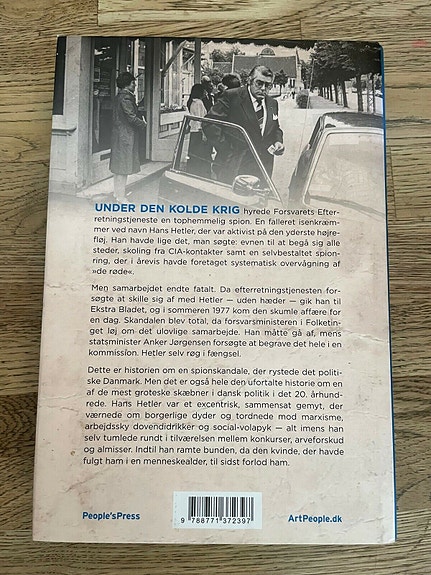 UNDER DEN KOLDE KRIG hyrede Forsvarets Efter-
retningstjeneste en tophemmelig spion. En falleret isenkræm-
mer ved navn Hans Hetler, der var aktivist på den yderste højre-
fløj. Han havde lige det, man søgte: evnen til at begå sig alle
steder, skoling fra CIA-kontakter samt en selvbestaltet spion-
ring, der i årevis havde foretaget systematisk overvågning af
»de røde«.
Men samarbejdet endte fatalt. Da efterretningstjenesten for-
søgte at skille sig af med Hetler — uden hæder — gik han til
Ekstra Bladet, og i sommeren 1977 kom den skumle affære for
en dag. Skandalen blev total, da forsvarsministeren i Folketin-
get løj om det ulovlige samarbejde. Han måtte gå af, mens
statsminister Anker Jørgensen forsøgte at begrave det hele i en
kommission. Hetler selv røg i fængsel.
Dette er historien om en spionskandale, der rystede det politi-
ske Danmark. Men det er også hele den ufortalte historie om en
af de mest groteske skæbner i dansk politik i det 20. århund-
rede. Hans Hetler var et excentrisk, sammensat gemyt, der
værnede om borgerlige dyder og tordnede mod marxisme,
arbejdssky dovendidrikker og social-volapyk — alt imens han
selv tumlede rundt i tilværelsen mellem konkurser, arveforskud
og almisser. Indtil han ramte bunden, da den kvinde, der havde
fulgt ham i en menneskealder, til sidst forlod ham.
9 788771 372397
People'sPress
ArtPeople.dk